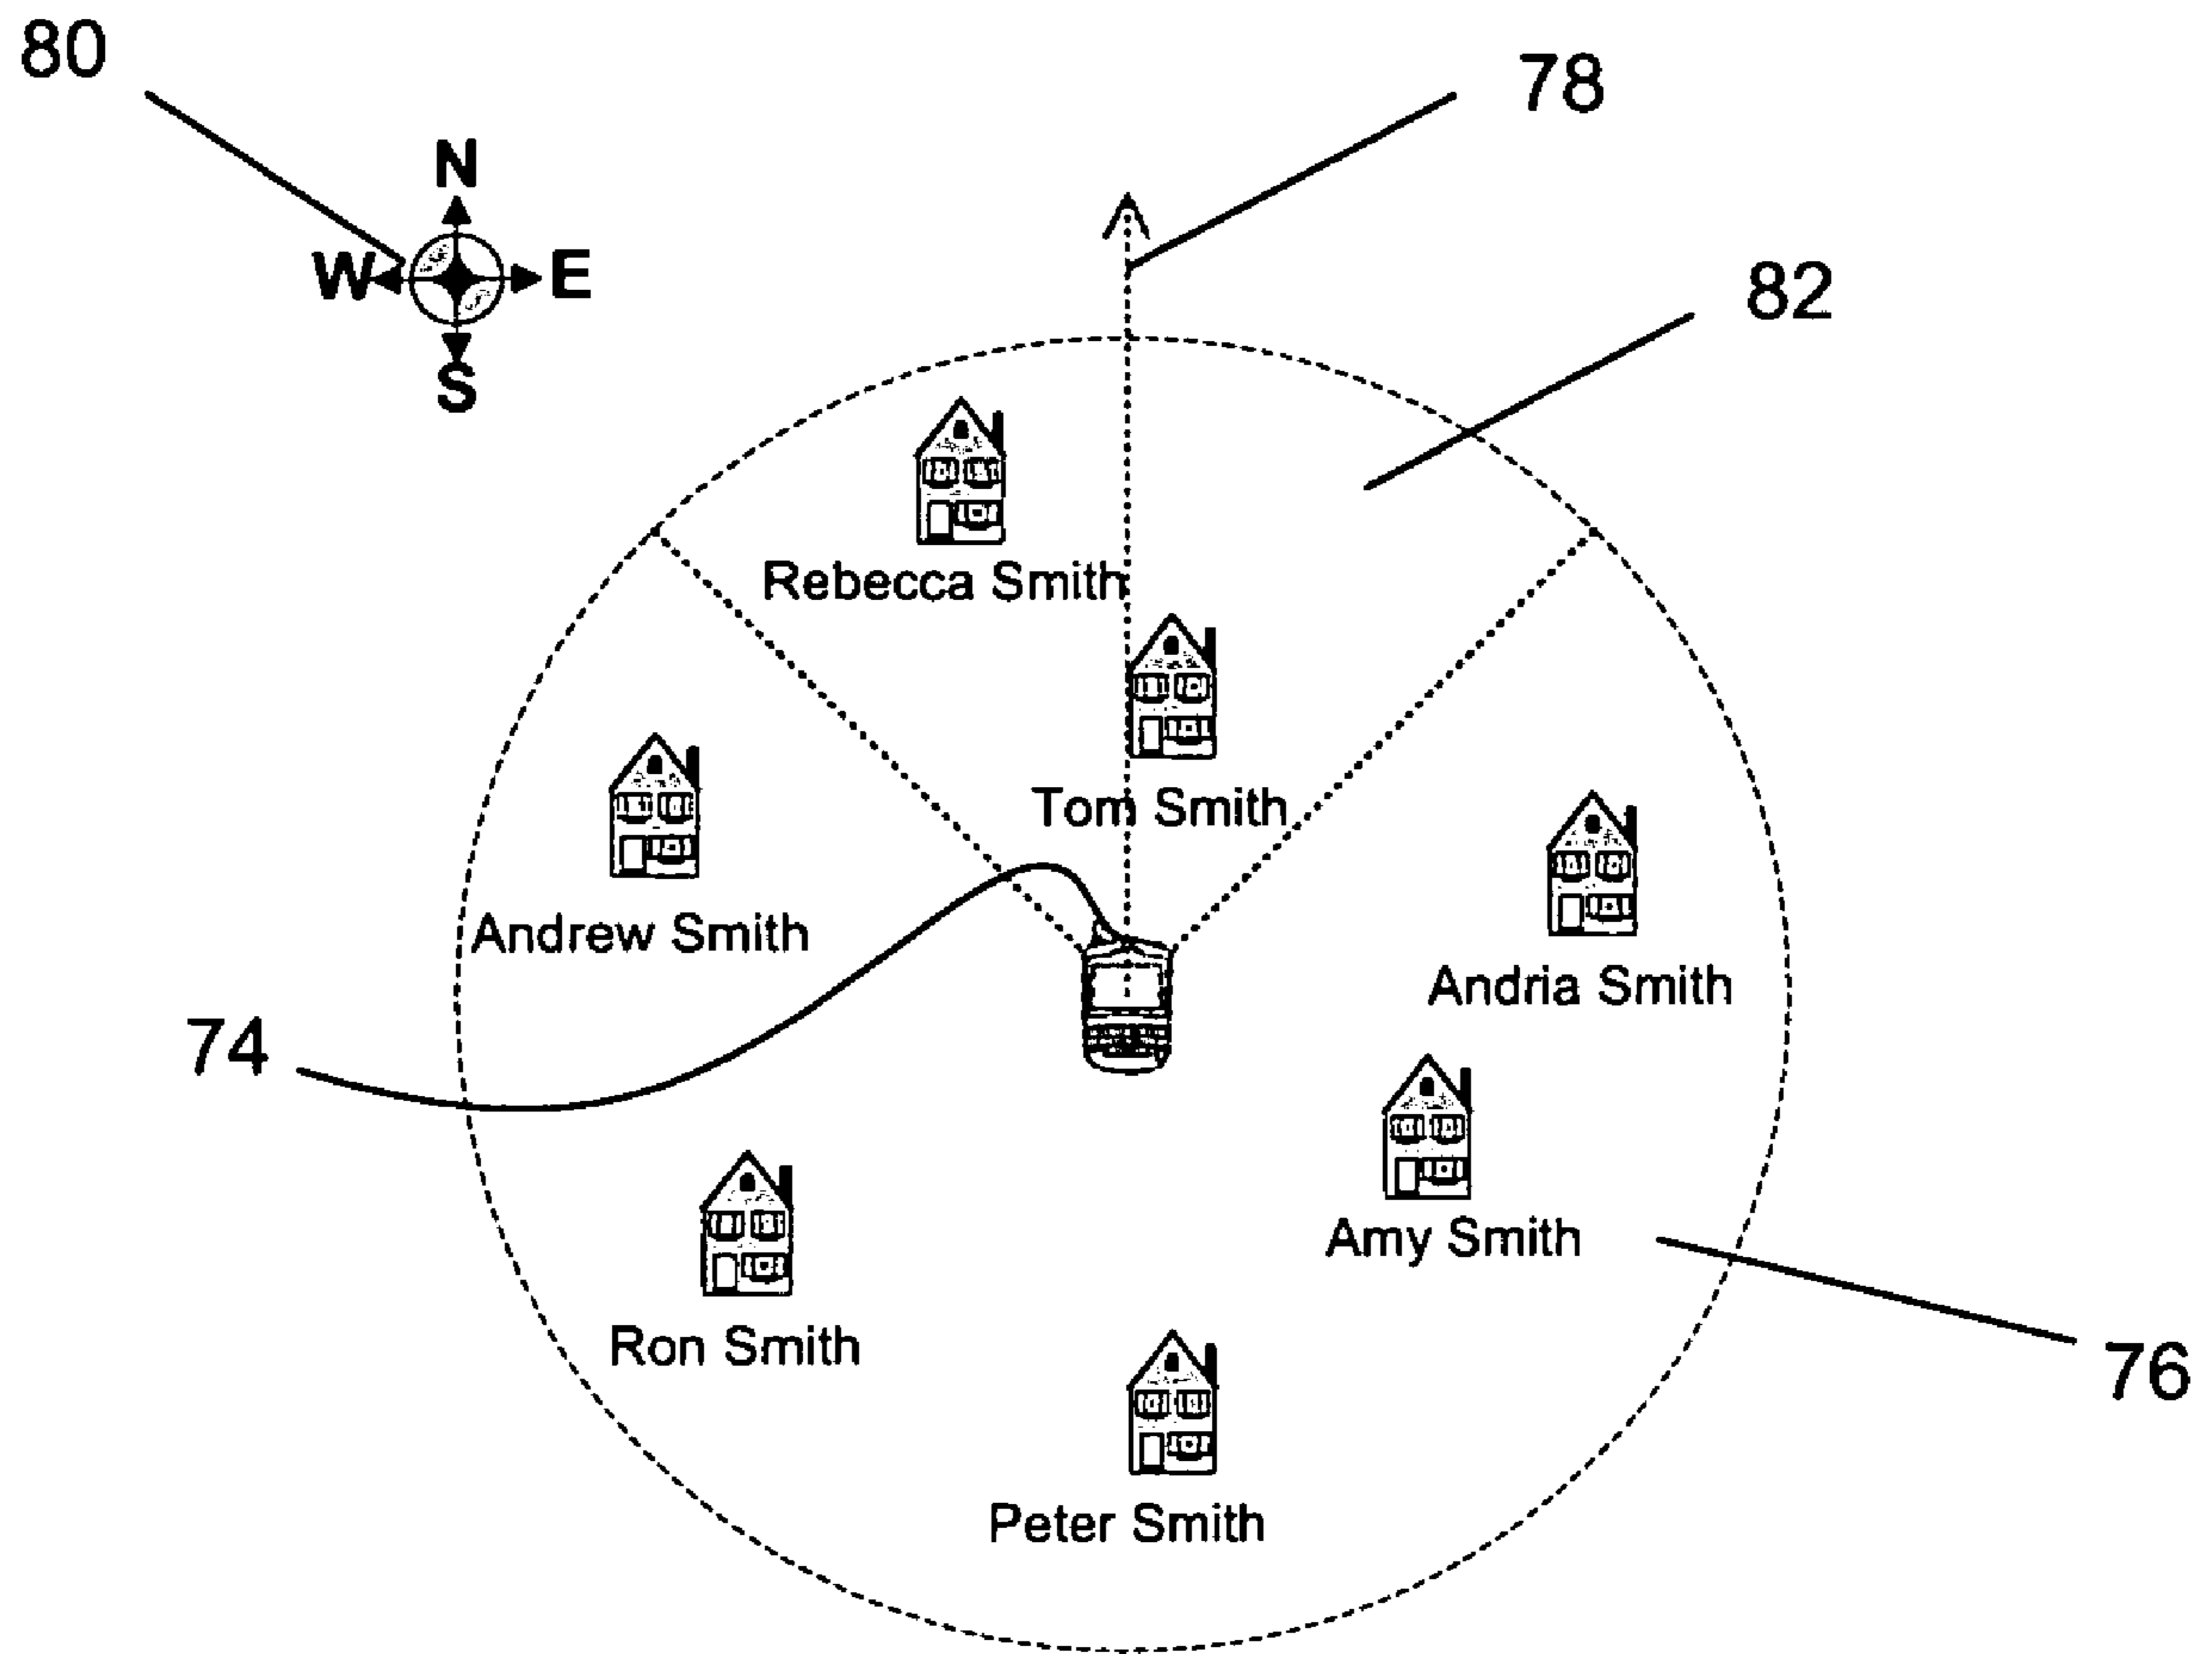 80
78
N
W E
82
S
Rebecca Smith
Tom Smith
Andrew Smith
Andria Smith
74
Amy Smith
Ron Smith
76
Peter Smith